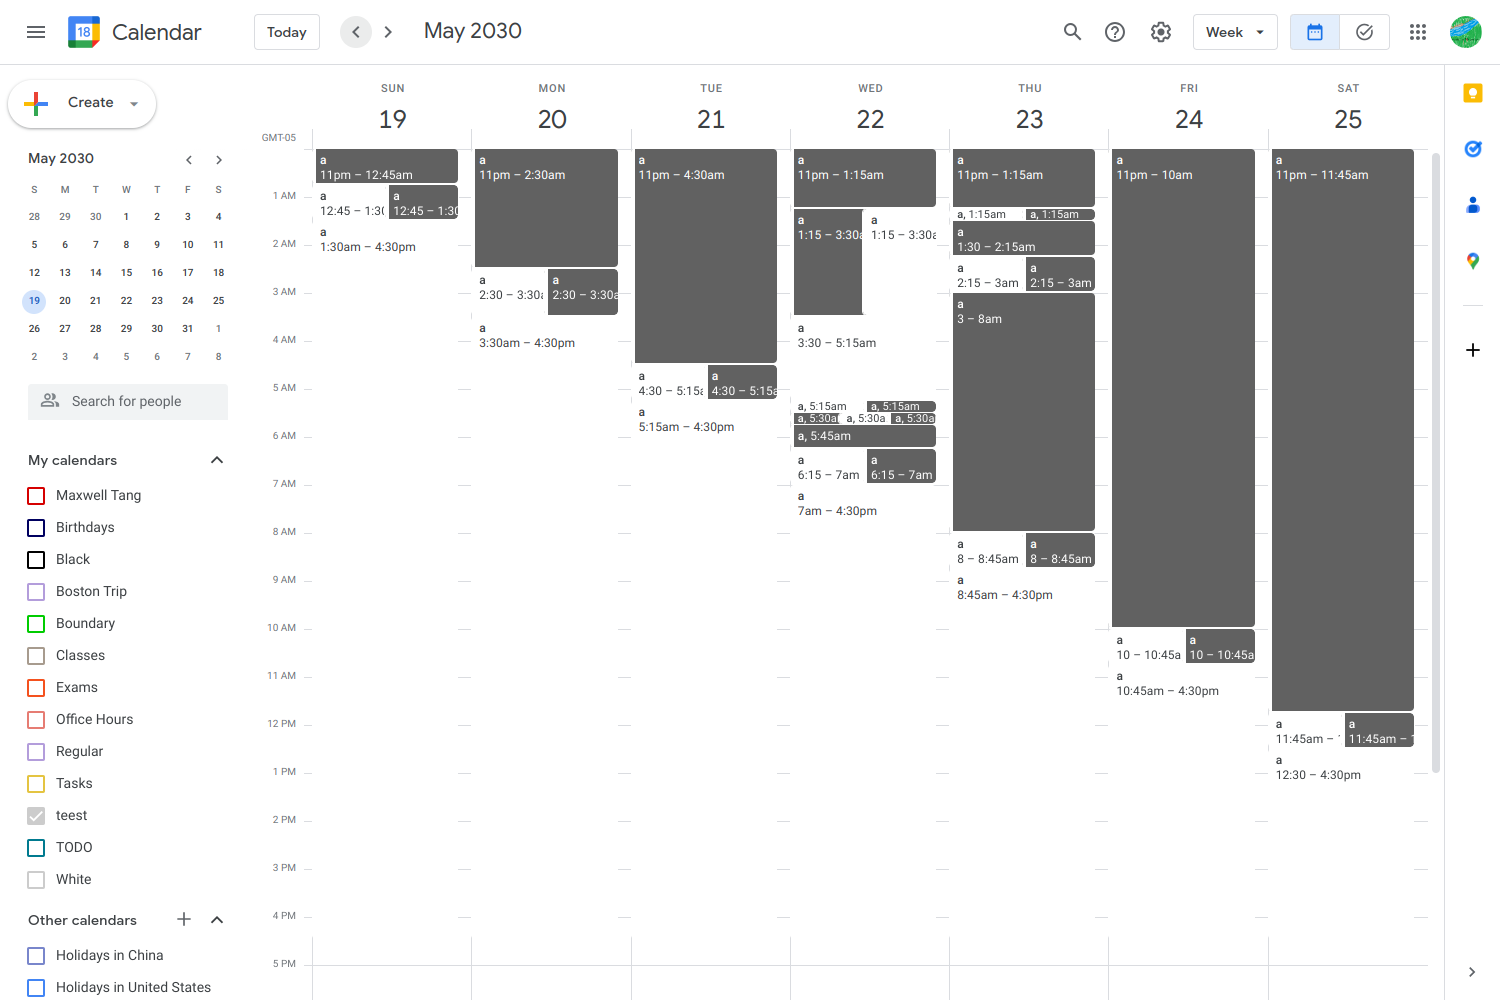 18 Calendar Today May 2030 Week
Create
May 2030
S M T W T F S
28 29 30 1 2 3 4
5 6 7 8 9 10 11
12 13 14 15 16 17 18
19 20 21 22 23 24 25
26 27 28 29 30 31 1
2 3 4 5 6 7 8
Search for people
My calendars
Maxwell Tang
Birthdays
Black
Boston Trip
Boundary
Classes
Exams
Office Hours
Regular
Tasks
teest
TODO
White
Other calendars
Holidays in China
Holidays in United States
SUN MON TUE WED THU FRI SAT
19 20 21 22 23 24 25
GMT-05
1 AM
2 AM
3 AM
4 AM
5 AM
6 AM
7 AM
8 AM
9 AM
10 AM
11 AM
12 PM
1 PM
2 PM
3 PM
4 PM
5 PM
a
11pm – 12:45am
a
12:45 – 1:30
a
12:45 – 1:30
a
1:30am – 4:30pm
a
11pm – 2:30am
a
2:30 – 3:30a
a
2:30 – 3:30a
a
3:30am – 4:30pm
a
11pm – 4:30am
a
4:30 – 5:15a
a
4:30 – 5:15a
a
5:15am – 4:30pm
a
11pm – 1:15am
a
1:15 – 3:30a
a
1:15 – 3:30a
a
3:30 – 5:15am
a, 5:15am
a, 5:15am
a, 5:30a
a, 5:30a
a, 5:30a
a, 5:45am
a
6:15 – 7am
a
6:15 – 7am
a
7am – 4:30pm
a
11pm – 1:15am
a, 1:15am
a, 1:15am
a
1:30 – 2:15am
a
2:15 – 3am
a
2:15 – 3am
a
3 – 8am
a
8 – 8:45am
a
8 – 8:45am
a
8:45am – 4:30pm
a
11pm – 10am
a
10 – 10:45a
a
10 – 10:45a
a
10:45am – 4:30pm
a
11pm – 11:45am
a
11:45am –
a
11:45am –
a
12:30 – 4:30pm